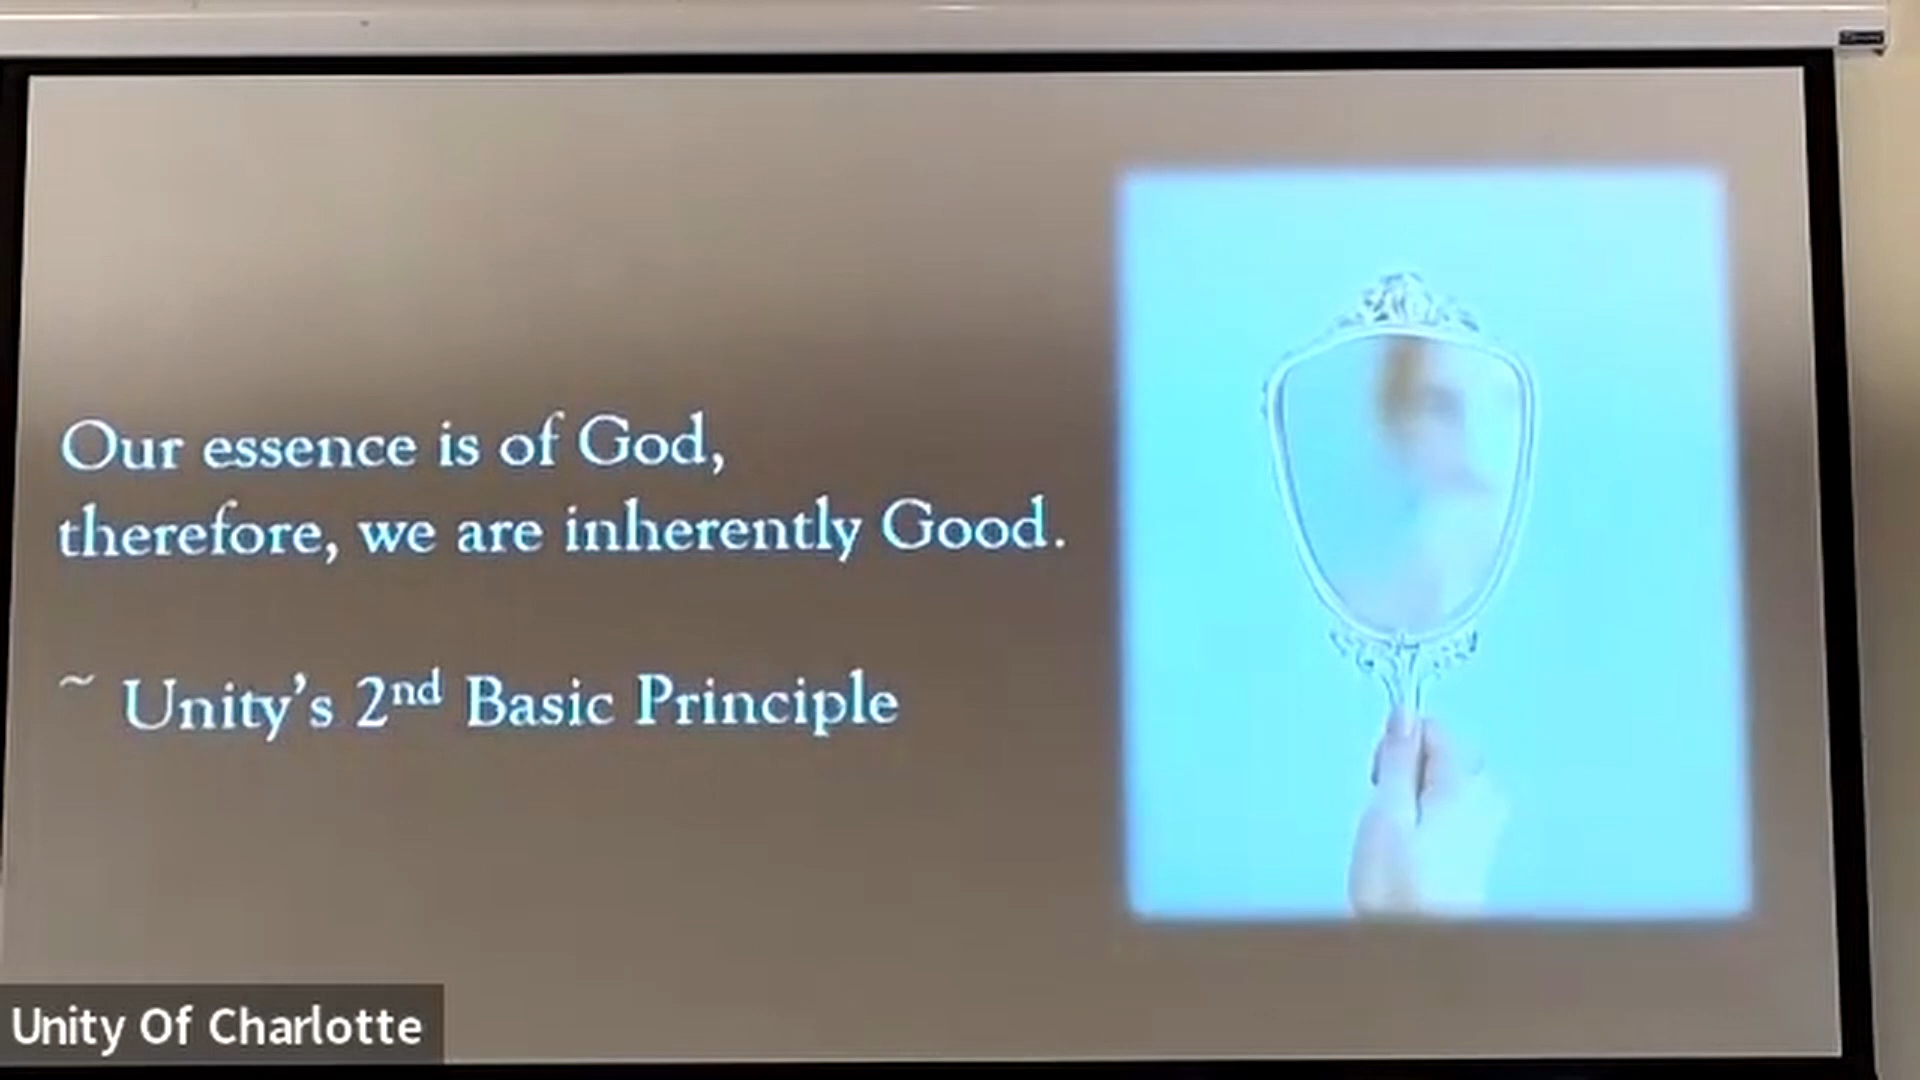 Our essence is of God,
therefore, we are inherently Good.
~ Unity's 2nd Basic Principle
Unity Of Charlotte